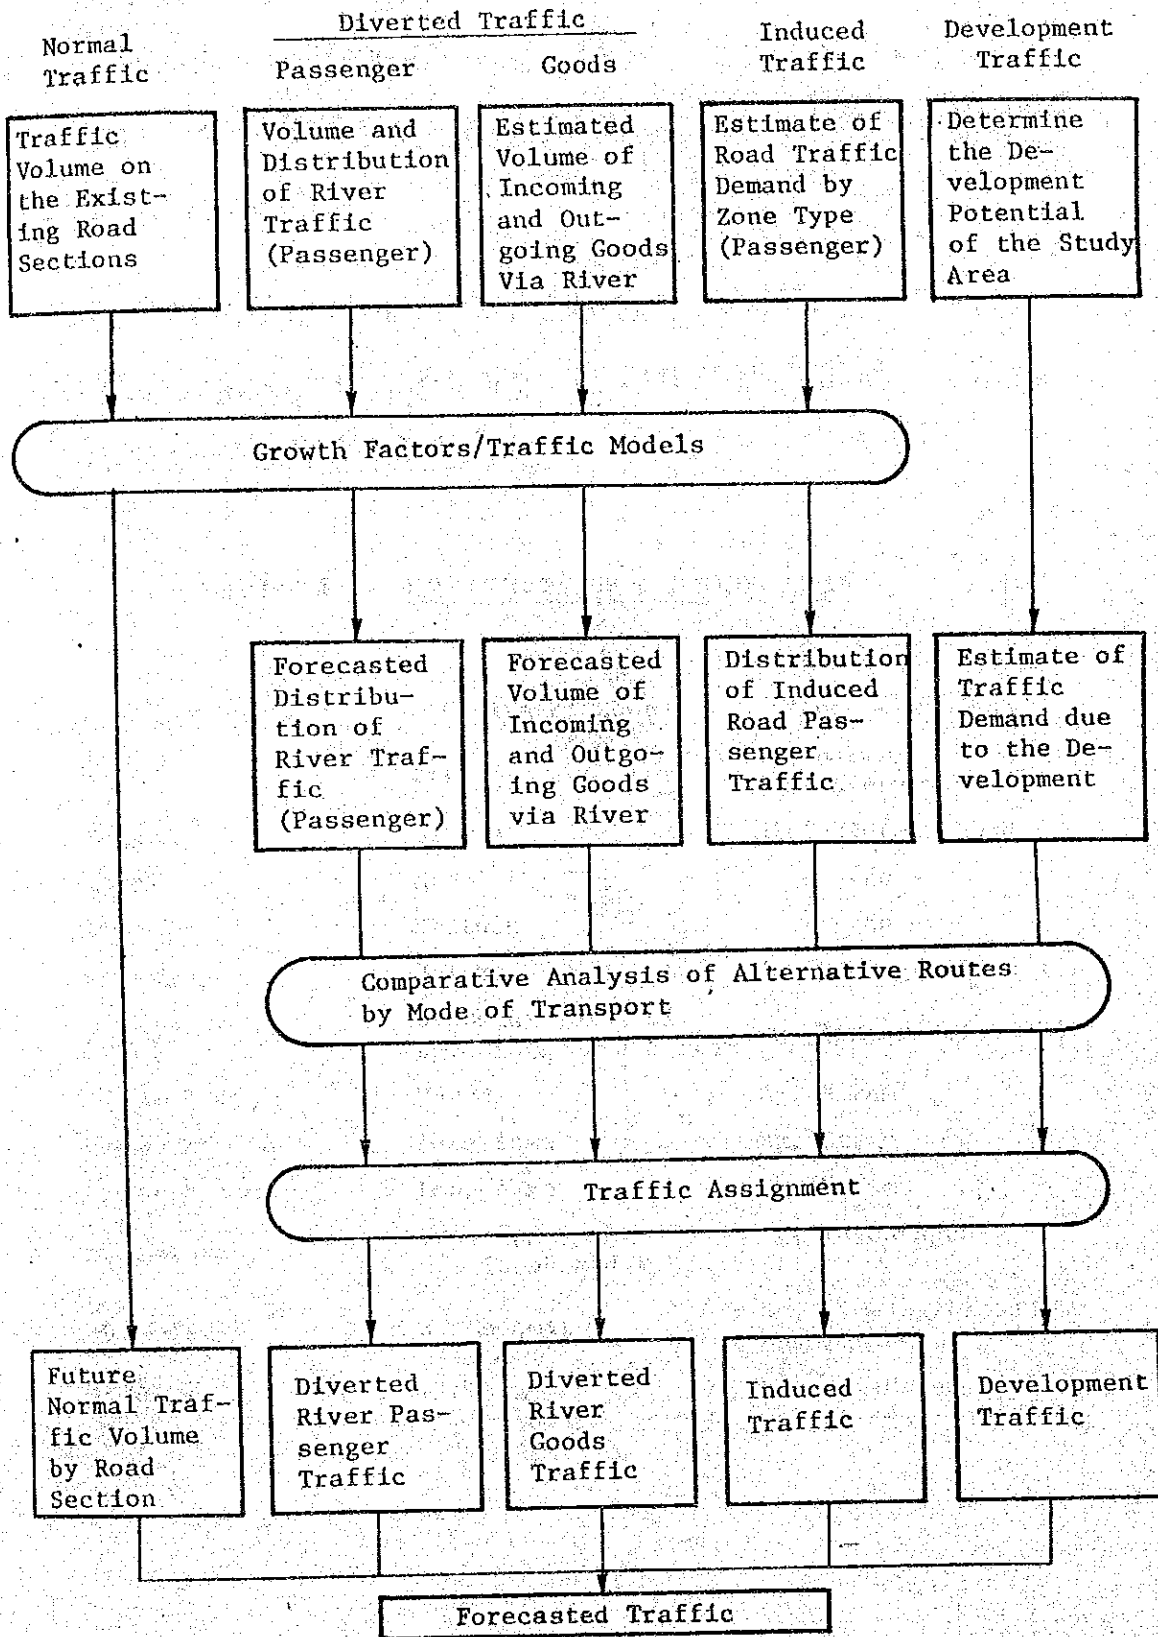 Diverted Traffic
Normal
Traffic
Passenger
Goods
Induced
Traffic
Development
Traffic
Traffic
Volume on
the Exist-
ing Road
Sections
Volume and
Distribution
of River
Traffic
(Passenger)
Estimated
Volume of
Incoming
and Out-
going Goods
Via River
Estimate of
Road Traffic
Demand by
Zone Type
(Passenger)
Determine
the De-
velopment
Potential
of the Study
Area
Growth Factors/Traffic Models
Forecasted
Distribu-
tion of
River Traf-
fic
(Passenger)
Forecasted
Volume of
Incoming
and Outgo-
ing Goods
via River
Distribution
of Induced
Road Pas-
senger
Traffic
Estimate of
Traffic
Demand due
to the De-
velopment
Comparative Analysis of Alternative Routes
by Mode of Transport
Traffic Assignment
Future
Normal Traf-
fic Volume
by Road
Section
Diverted
River Pas-
senger
Traffic
Diverted
River
Goods
Traffic
Induced
Traffic
Development
Traffic
Forecasted Traffic